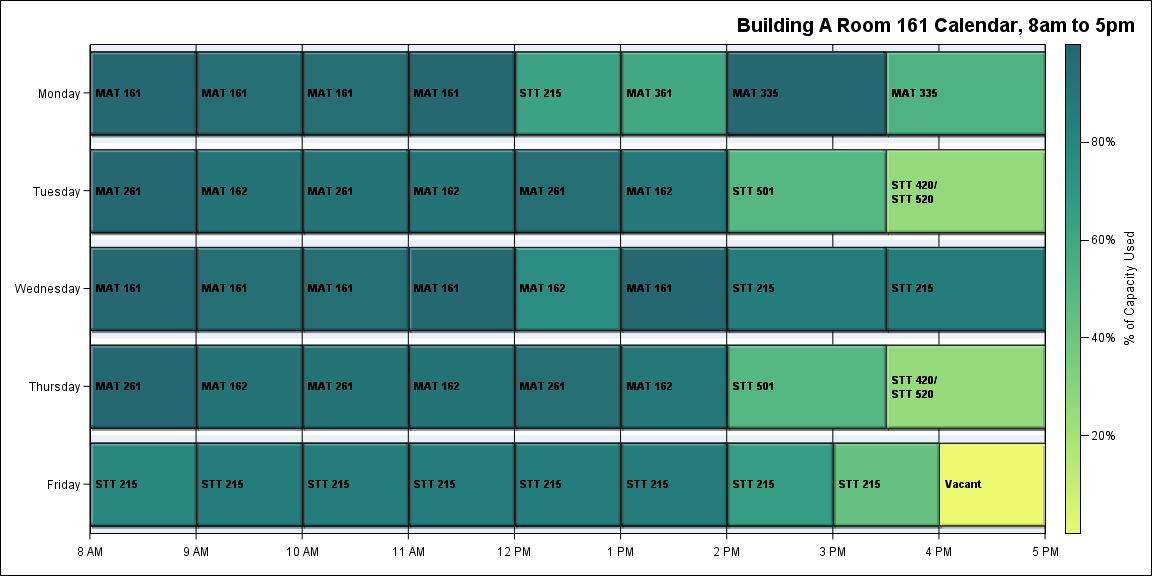 Building A Room 161 Calendar, 8am to 5pm
Monday
MAT 161
MAT 161
MAT 161
MAT 161
STT 215
MAT 361
MAT 335
MAT 335
Tuesday
MAT 261
MAT 162
MAT 261
MAT 162
MAT 261
MAT 162
STT 501
STT 420/
STT 520
Wednesday
MAT 161
MAT 161
MAT 161
MAT 161
MAT 162
MAT 161
STT 215
STT 215
Thursday
MAT 261
MAT 162
MAT 261
MAT 162
MAT 261
MAT 162
STT 501
STT 420/
STT 520
Friday
STT 215
STT 215
STT 215
STT 215
STT 215
STT 215
STT 215
STT 215
Vacant
8 AM
9 AM
10 AM
11 AM
12 PM
1 PM
2 PM
3 PM
4 PM
5 PM
80%
60%
40%
20%
% of Capacity Used